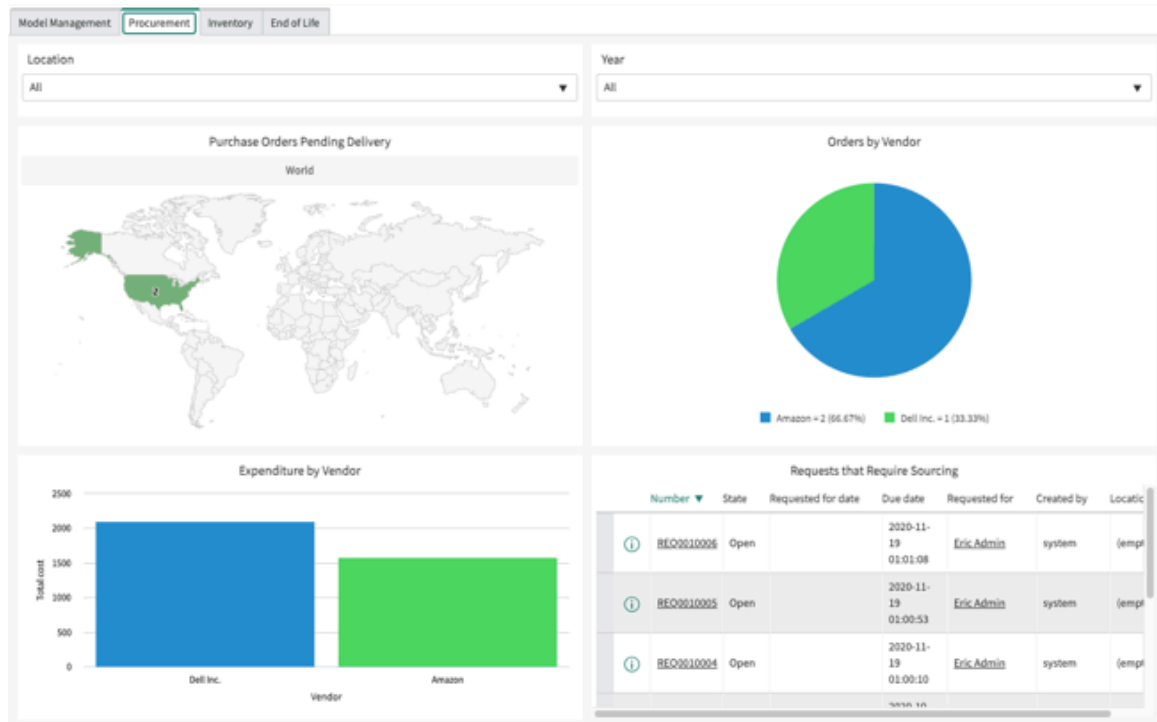 Model Management Procurement Inventory End of Life
Location
All
Year
All
Purchase Orders Pending Delivery
World
2
Orders by Vendor
Amazon = 2 (66.67%) Dell Inc. = 1 (33.33%)
Expenditure by Vendor
2500
2000
1500
1000
500
0
Total cost
Dell Inc. Amazon
Vendor
Requests that Require Sourcing
Number ▼ State Requested for date Due date Requested for Created by Locatic
REQ0010006 Open 2020-11-
19
01:01:08 Eric Admin system (empt
REQ0010005 Open 2020-11-
19
01:00:53 Eric Admin system (empt
REQ0010004 Open 2020-11-
19
01:00:10 Eric Admin system (empt